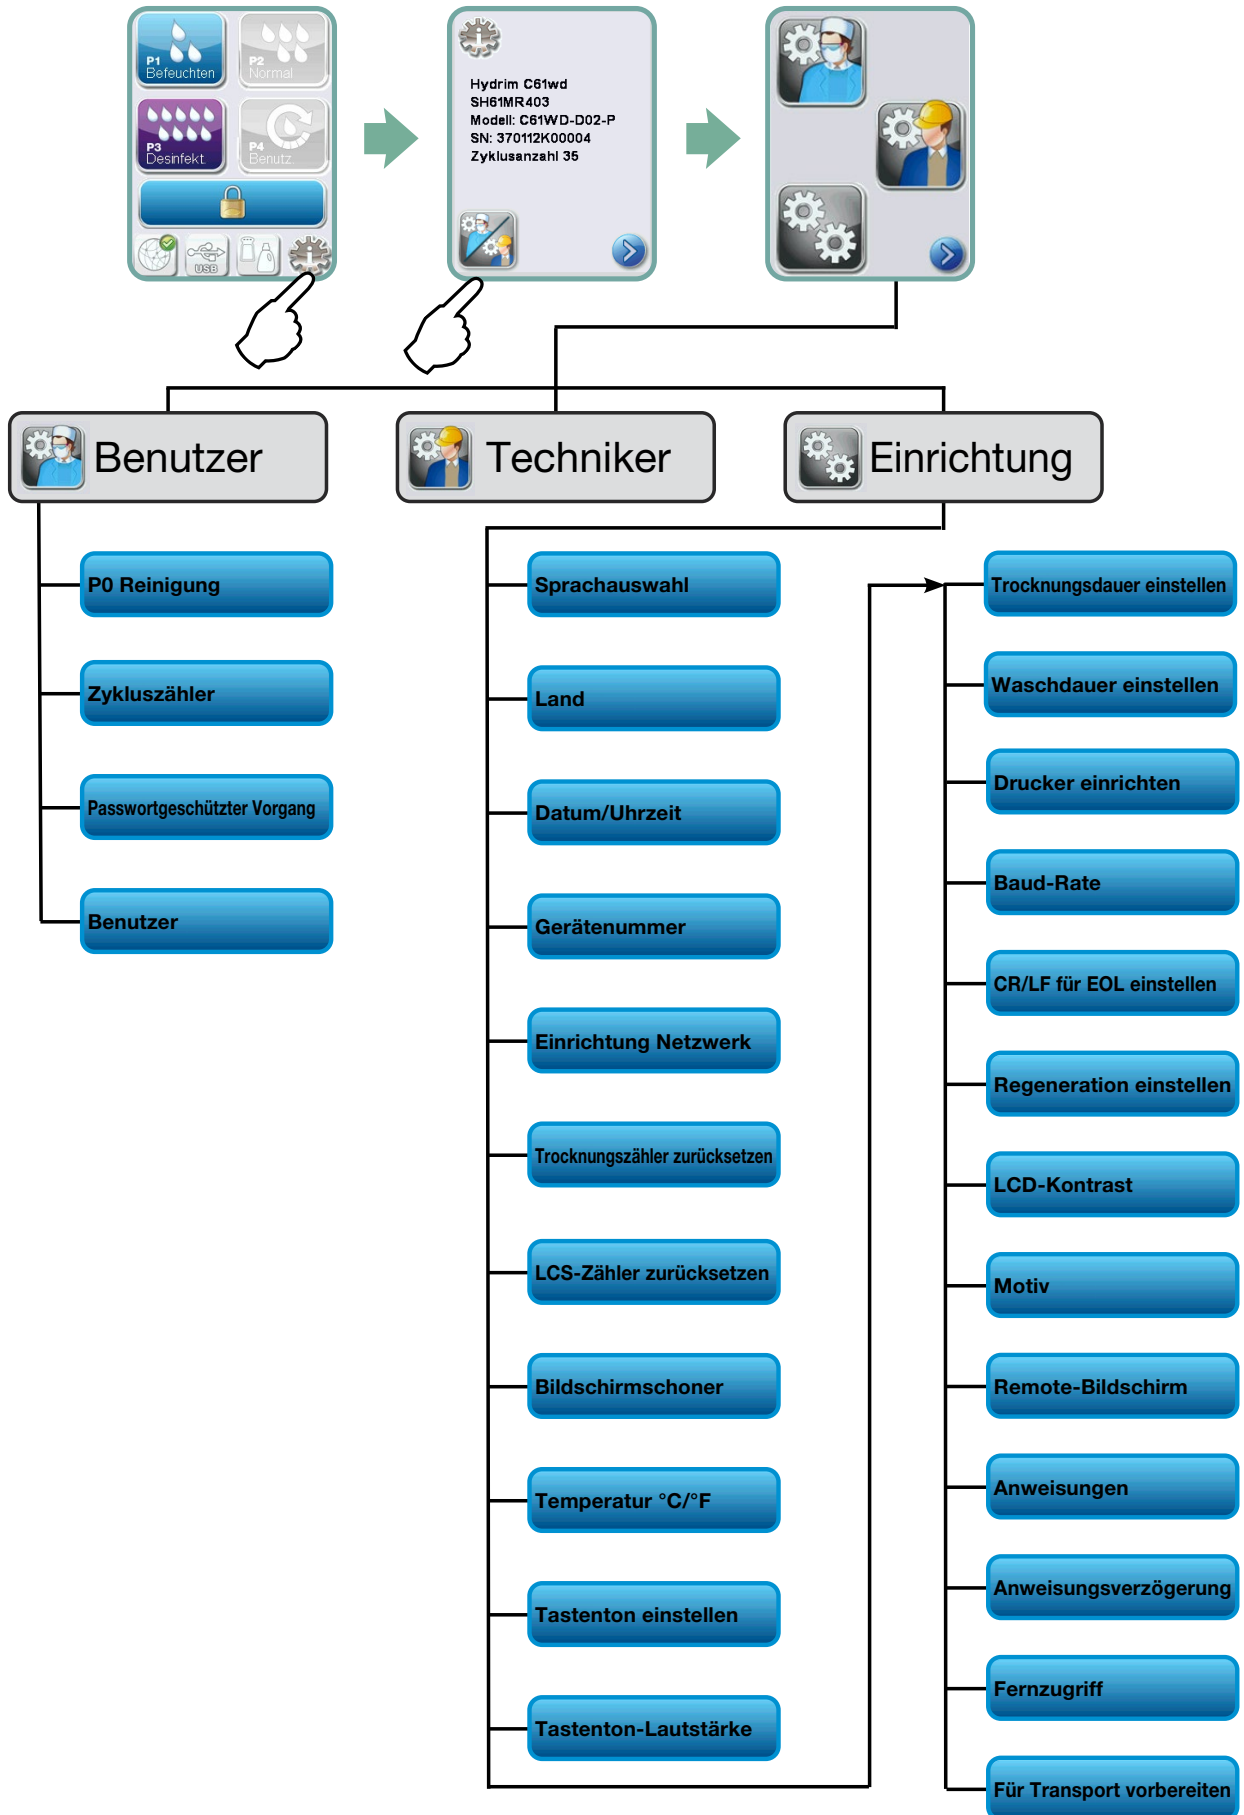 P1
Befeuchten
P2
Normal
P3
Desinfekt.
P4
Benutz.
USB
Hydrim C61wd
SH61MR403
Modell: C61WD-D02-P
SN: 370112K00004
Zyklusanzahl 35
Benutzer
Techniker
Einrichtung
P0 Reinigung
Zykluszähler
Passwortgeschützter Vorgang
Benutzer
Sprachauswahl
Land
Datum/Uhrzeit
Gerätenummer
Einrichtung Netzwerk
Trocknungszähler zurücksetzen
LCS-Zähler zurücksetzen
Bildschirmschoner
Temperatur °C/°F
Tastenton einstellen
Tastenton-Lautstärke
Trocknungsdauer einstellen
Waschdauer einstellen
Drucker einrichten
Baud-Rate
CR/LF für EOL einstellen
Regeneration einstellen
LCD-Kontrast
Motiv
Remote-Bildschirm
Anweisungen
Anweisungsverzögerung
Fernzugriff
Für Transport vorbereiten